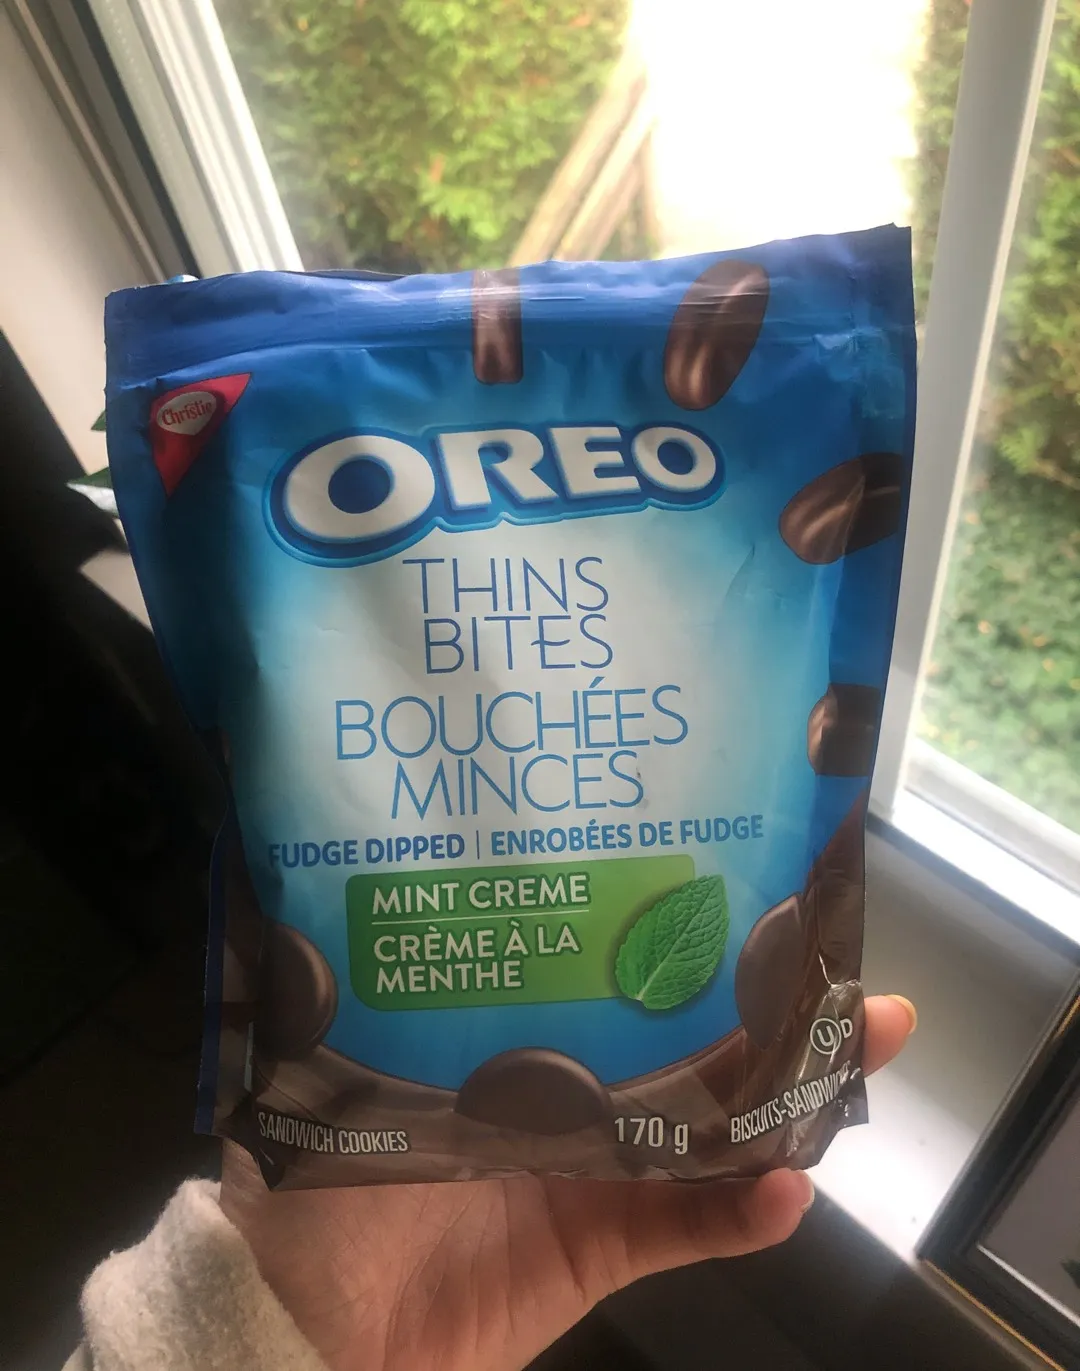 Christie
OREO
THINS
BITES
BOUCHÉES
MINCES
FUDGE DIPPED | ENROBÉES DE FUDGE
MINT CREME
CRÈME À LA
MENTHE
U D
SANDWICH COOKIES
170 g